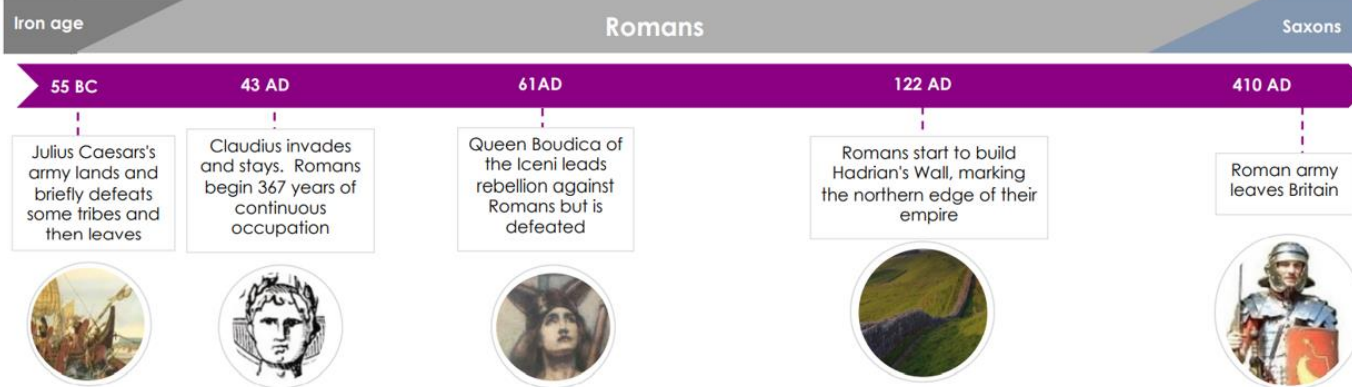 Iron age
Romans
Saxons
55 BC
43 AD
61AD
122 AD
410 AD
Julius Caesars's
army lands and
briefly defeats
some tribes and
then leaves
Claudius invades
and stays.  Romans
begin 367 years of
continuous
occupation
Queen Boudica of
the Iceni leads
rebellion against
Romans but is
defeated
Romans start to build
Hadrian's Wall, marking
the northern edge of their
empire
Roman army
leaves Britain